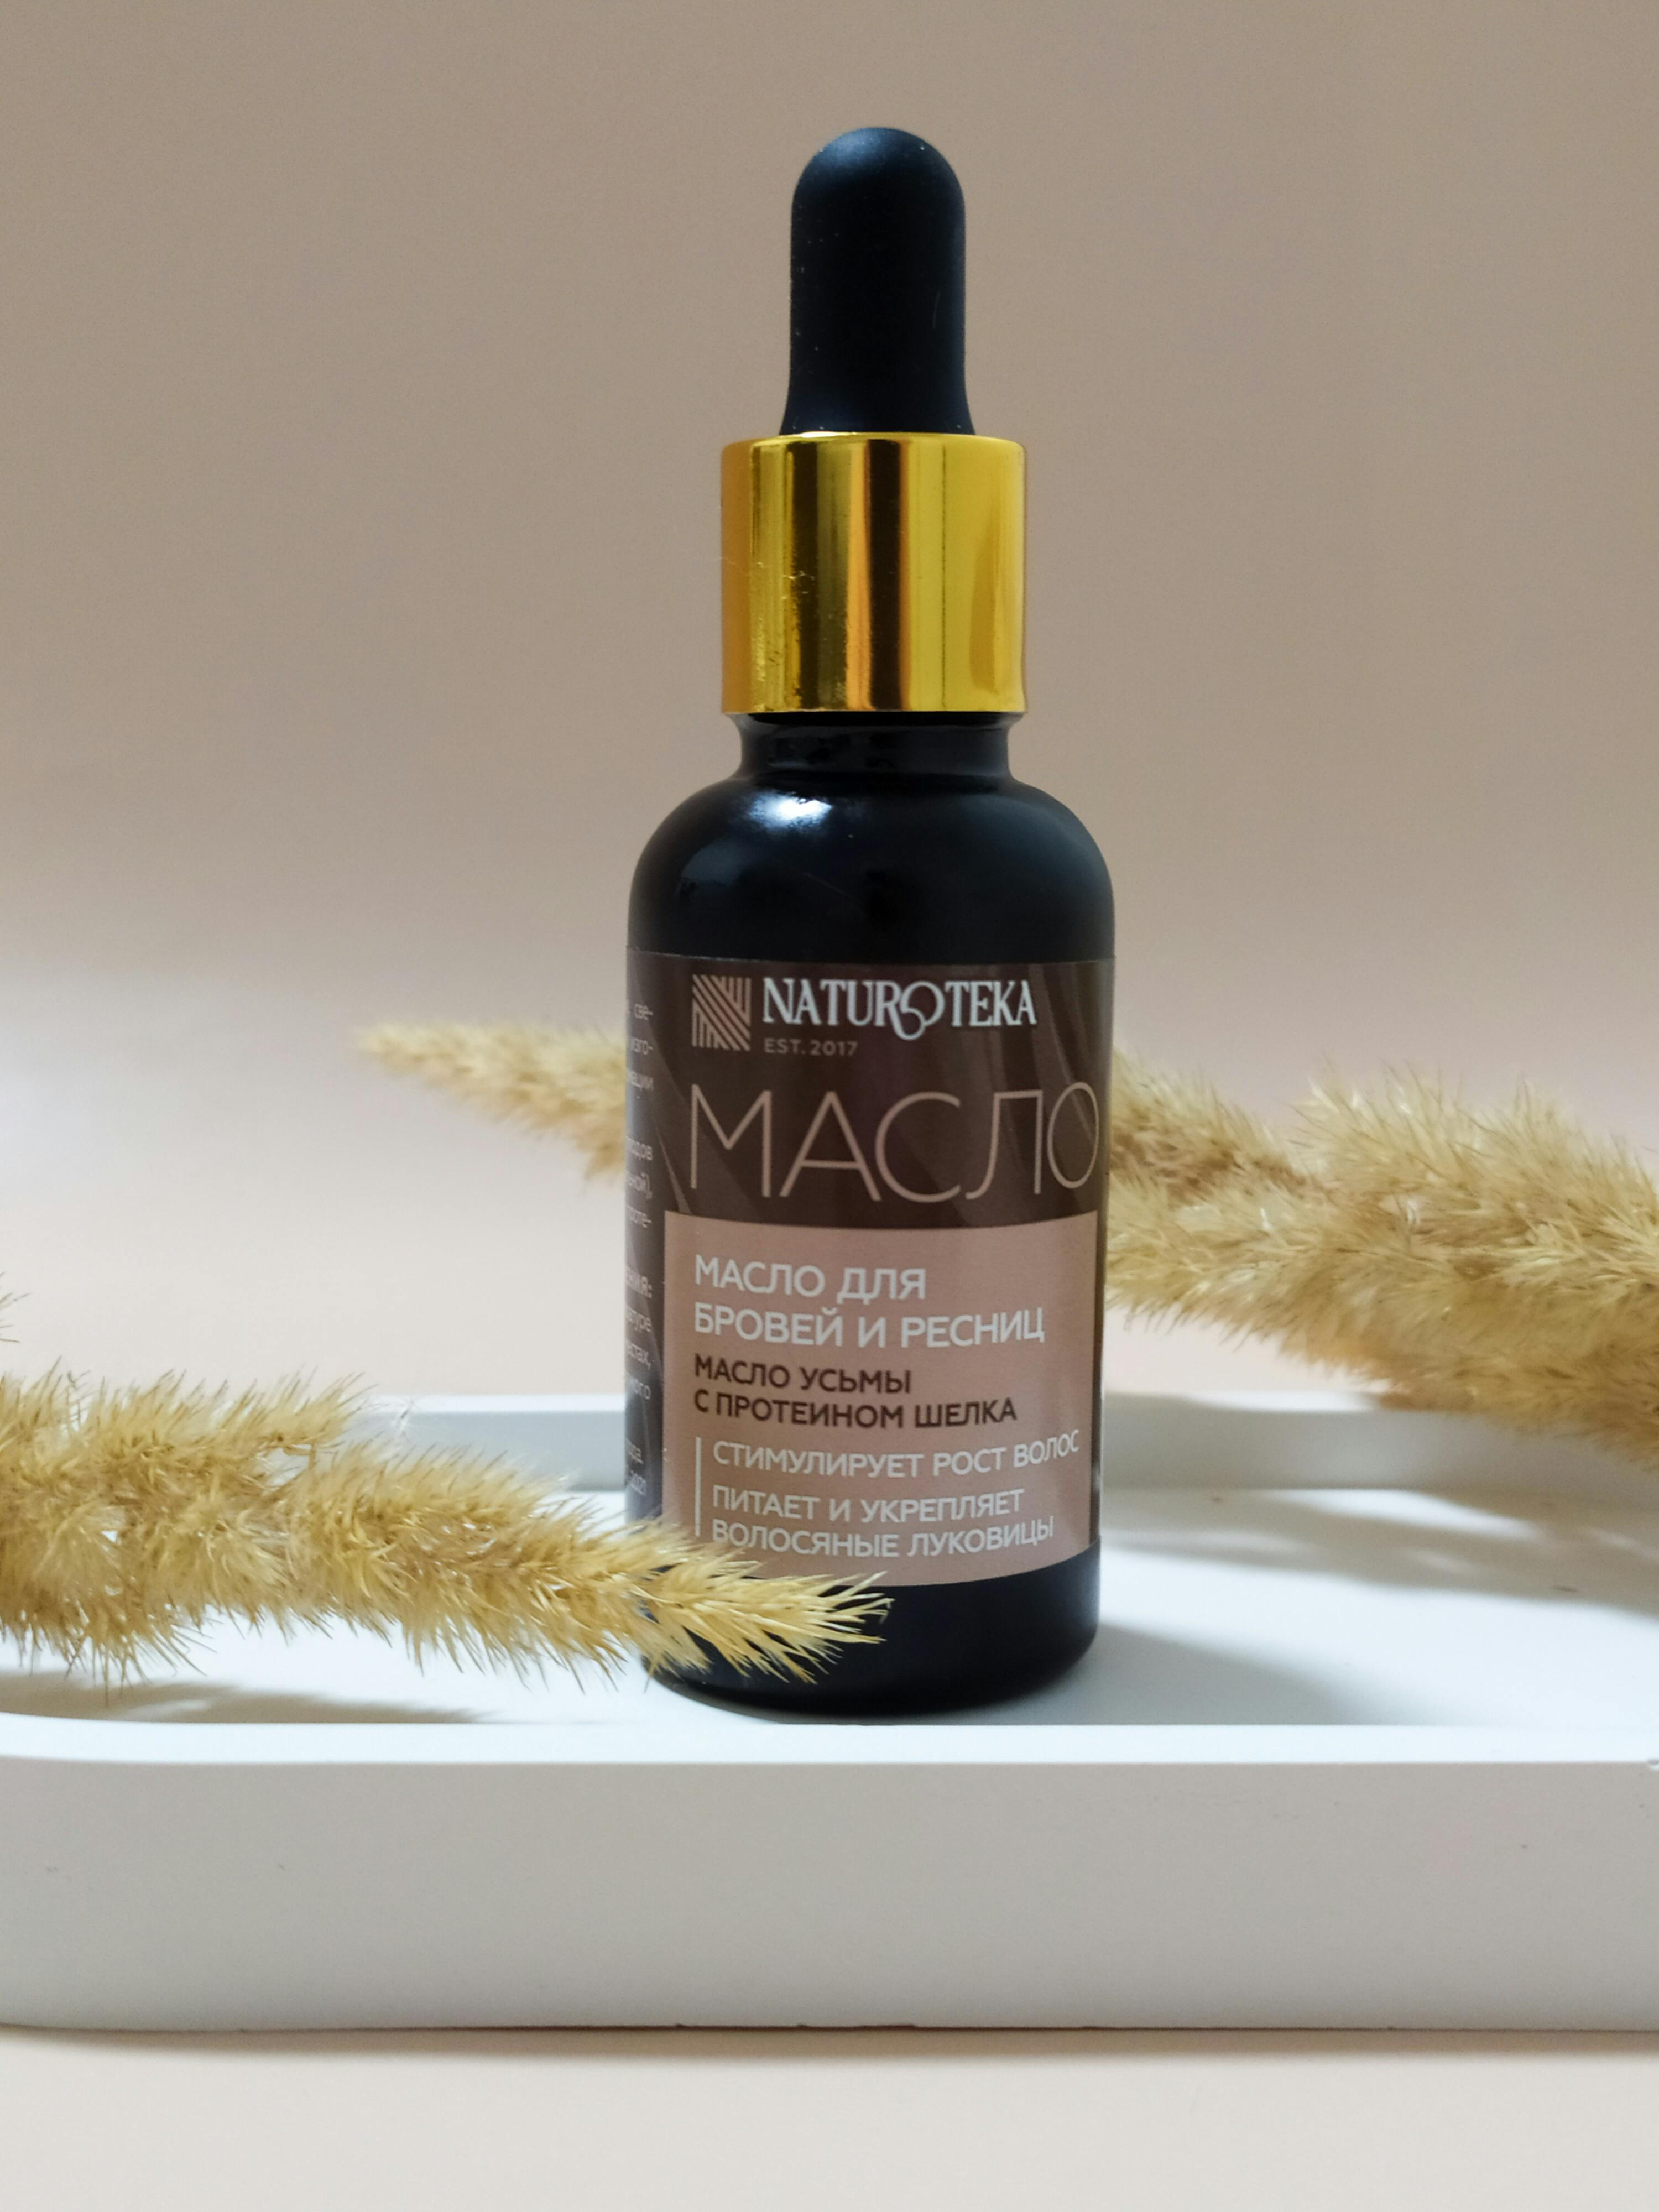 NATUROTEKA
EST. 2017
МАСЛО
МАСЛО ДЛЯ
БРОВЕЙ И РЕСНИЦ
МАСЛО УСЬМЫ
С ПРОТЕИНОМ ШЕЛКА
СТИМУЛИРУЕТ РОСТ ВОЛОС
ПИТАЕТ И УКРЕПЛЯЕТ
ВОЛОСЯНЫЕ ЛУКОВИЦЫ